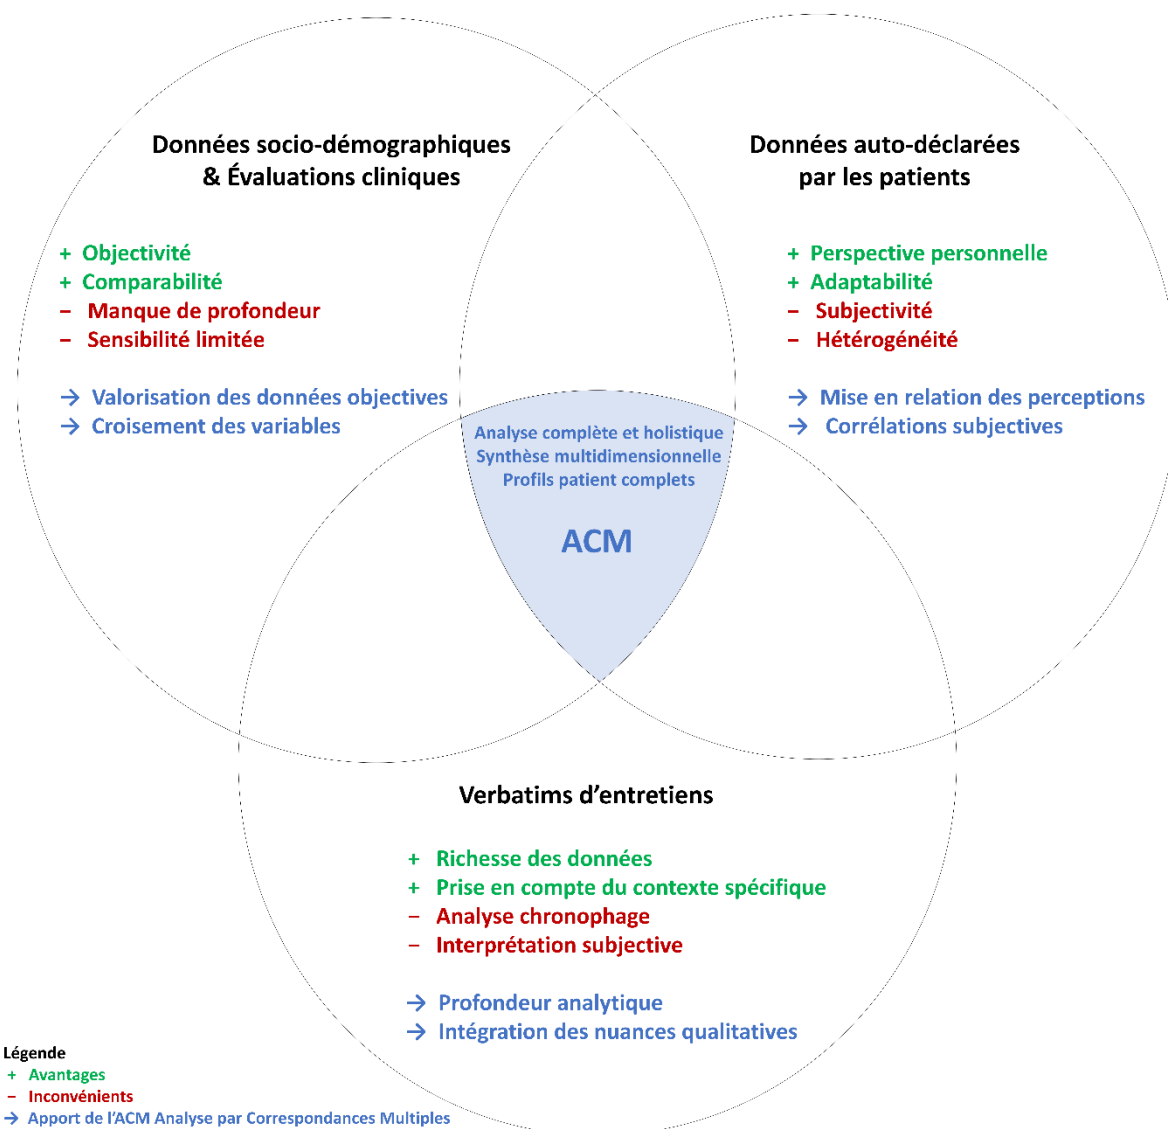 Données socio-démographiques
& Évaluations cliniques
+ Objectivité
+ Comparabilité
− Manque de profondeur
− Sensibilité limitée
→ Valorisation des données objectives
→ Croisement des variables
Données auto-déclarées
par les patients
+ Perspective personnelle
+ Adaptabilité
− Subjectivité
− Hétérogénéité
→ Mise en relation des perceptions
→ Corrélations subjectives
Analyse complète et holistique
Synthèse multidimensionnelle
Profils patient complets
ACM
Verbatims d’entretiens
+ Richesse des données
+ Prise en compte du contexte spécifique
− Analyse chronophage
− Interprétation subjective
→ Profondeur analytique
→ Intégration des nuances qualitatives
Légende
+ Avantages
− Inconvénients
→ Apport de l’ACM Analyse par Correspondances Multiples